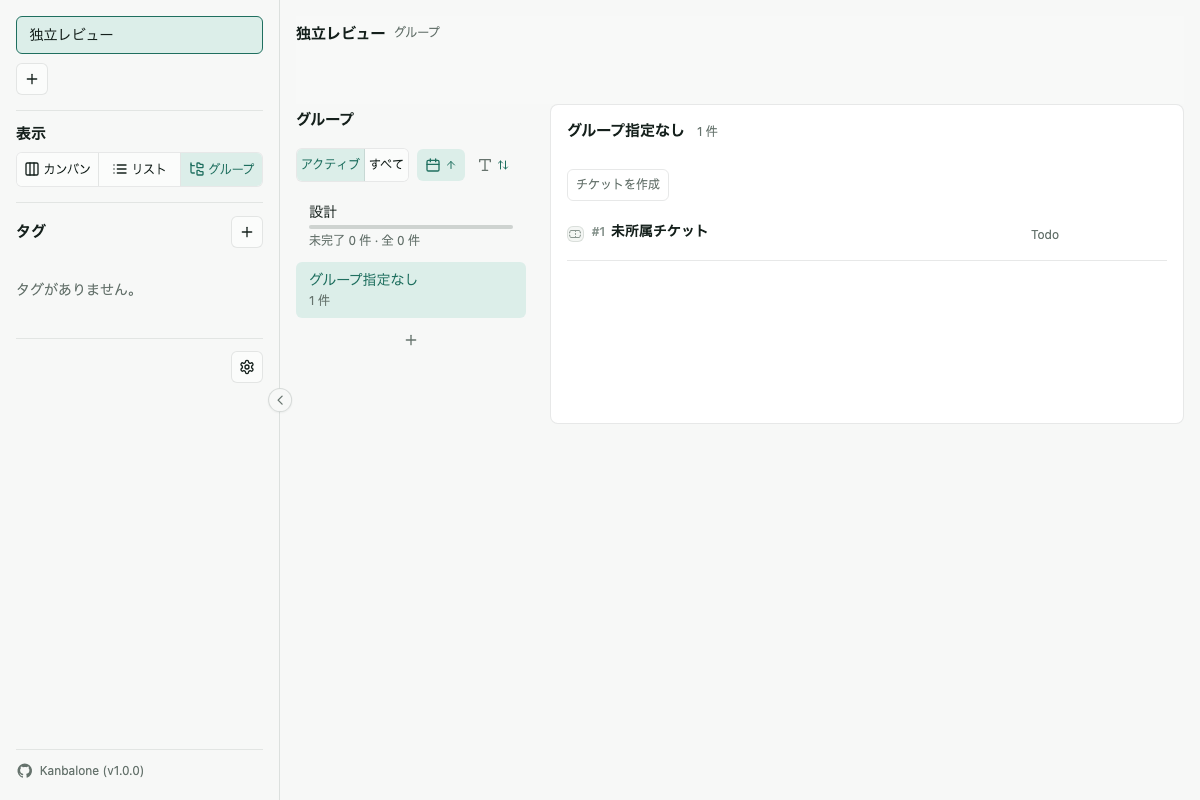 独立レビュー
表示
カンバン リスト グループ
タグ
タグがありません。
Kanbalone (v1.0.0)
独立レビュー グループ
グループ
アクティブ すべて
設計
未完了 0 件 · 全 0 件
グループ指定なし
1 件
グループ指定なし 1 件
チケットを作成
#1 未所属チケット Todo